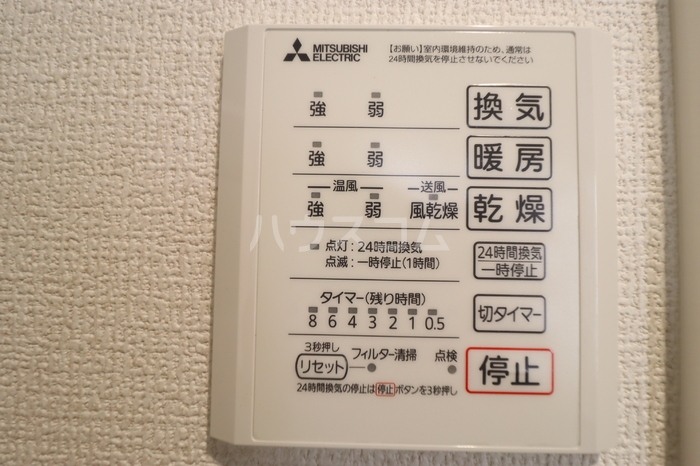 MITSUBISHI
ELECTRIC
【お願い】室内環境維持のため、通常は
24時間換気を停止させないでください
強 弱 換気
強 弱 暖房
温風 送風
強 弱 風乾燥 乾燥
点灯：24時間換気
点滅：一時停止(1時間)
24時間換気
一時停止
タイマー(残り時間)
8 6 4 3 2 1 0.5
切タイマー
3秒押し
リセット フィルター清掃 点検
停止
24時間換気の停止は停止ボタンを3秒押し
ハウスコム